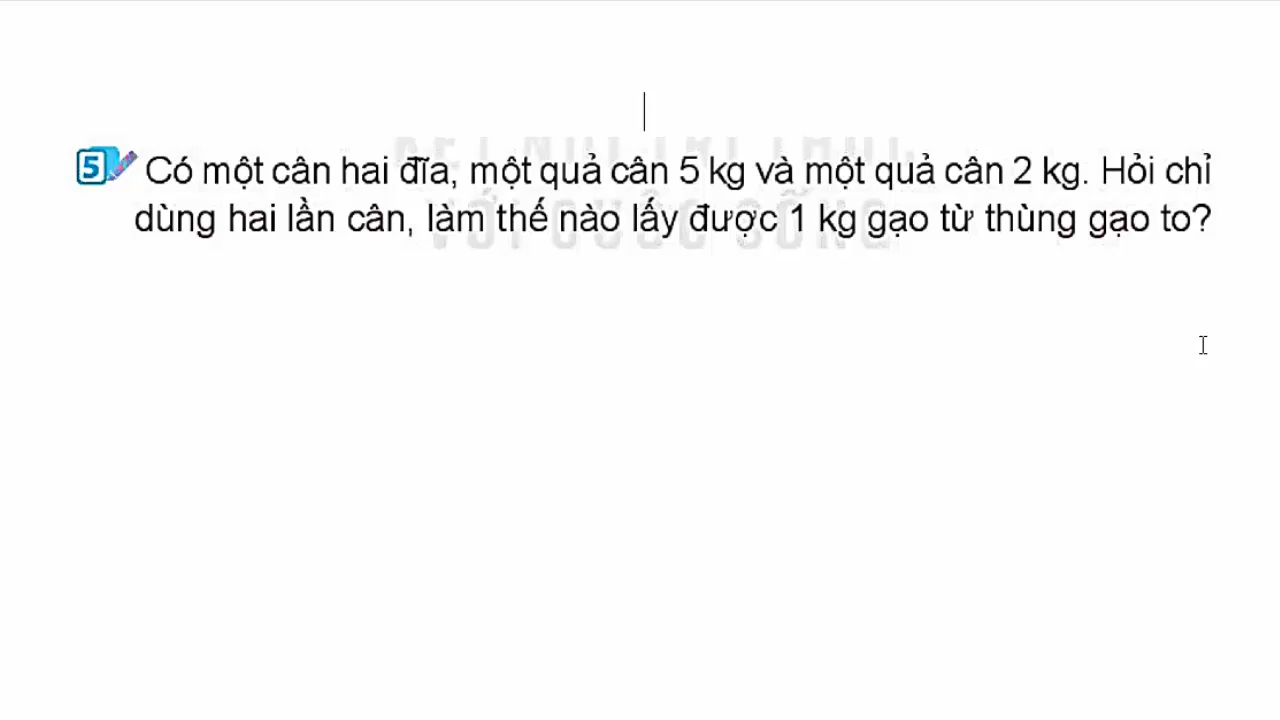 5 Có một cân hai đĩa, một quả cân 5 kg và một quả cân 2 kg. Hỏi chỉ
dùng hai lần cân, làm thế nào lấy được 1 kg gạo từ thùng gạo to?